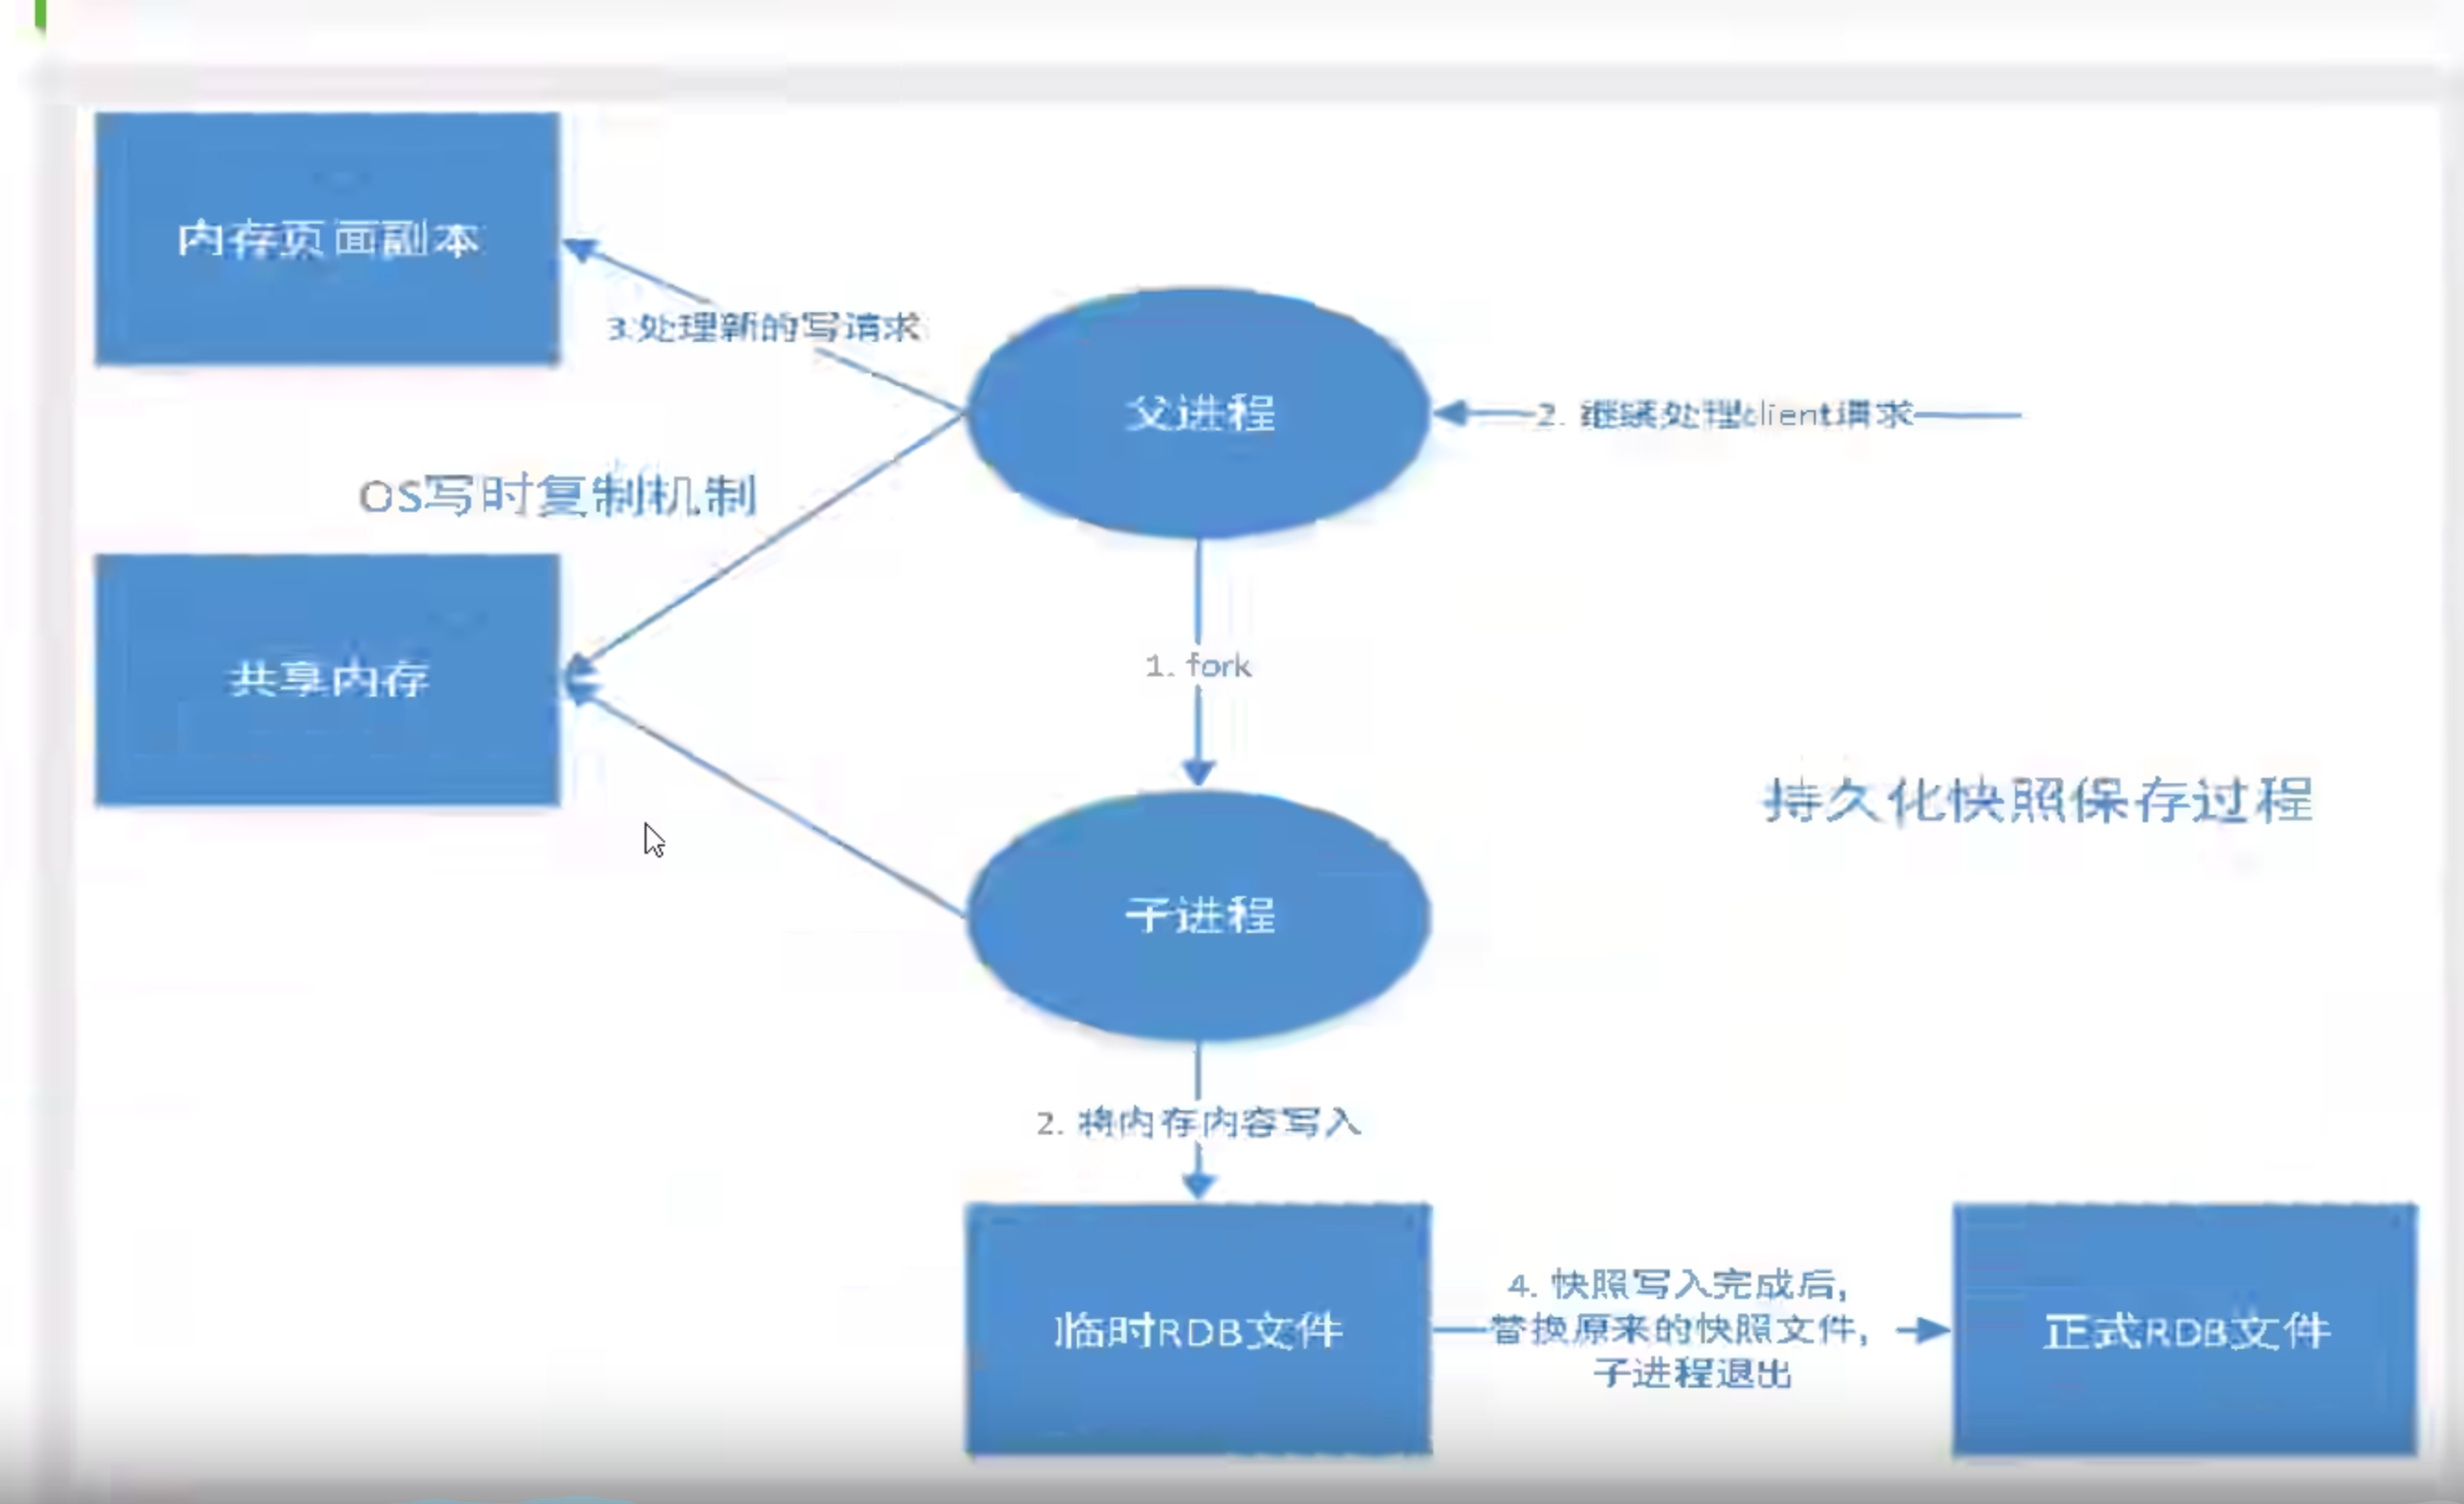 内存页面副本
3.处理新的写请求
父进程
2. 继续处理client请求
OS写时复制机制
共享内存
1. fork
持久化快照保存过程
子进程
2. 将内存内容写入
临时RDB文件
4. 快照写入完成后,
替换原来的快照文件,
子进程退出
正式RDB文件